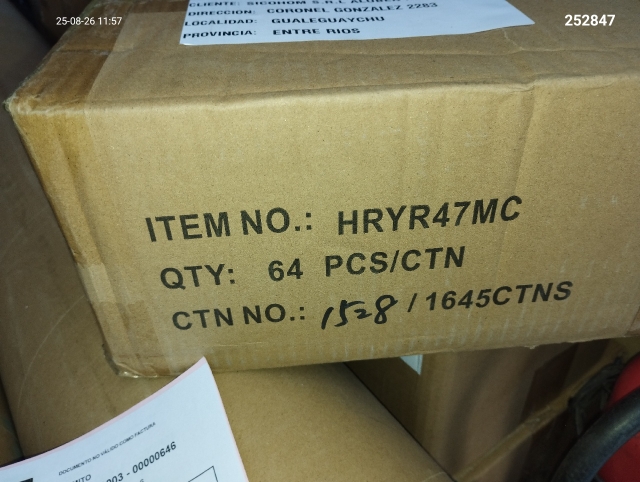 25-08-26 11:57
252847
CLIENTE: SICOHOM S.R.L
DIRECCION: CORONEL GONZALEZ 2283
LOCALIDAD: GUALEGUAYCHU
PROVINCIA: ENTRE RIOS
ITEM NO.: HRYR47MC
QTY: 64 PCS/CTN
CTN NO.: 1528 / 1645CTNS
DOCUMENTO NO VÁLIDO COMO FACTURA
003 - 00000646